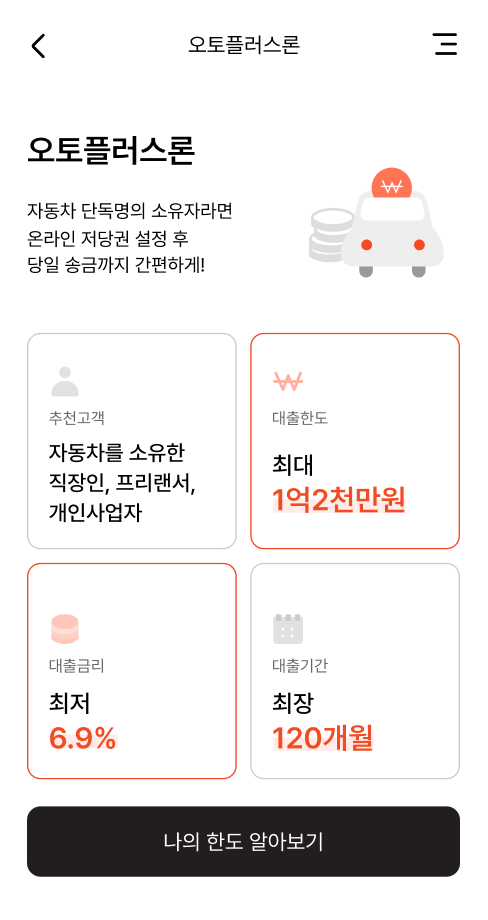 오토플러스론
오토플러스론
자동차 단독명의 소유자라면
온라인 저당권 설정 후
당일 송금까지 간편하게!
추천고객
자동차를 소유한
직장인, 프리랜서,
개인사업자
대출한도
최대
1억2천만원
대출금리
최저
6.9%
대출기간
최장
120개월
나의 한도 알아보기